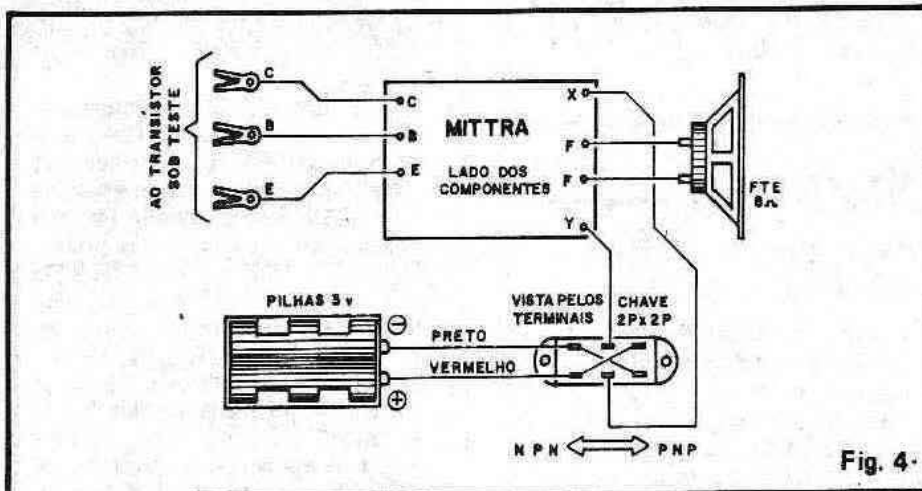 AO TRANSISTOR
SOB TESTE
C
B
E
C
B
E
MITTRA
LADO DOS
COMPONENTES
X
F
F
Y
FTE
8Ω
PILHAS 3 v
⊖
⊕
PRETO
VERMELHO
VISTA PELOS
TERMINAIS
CHAVE
2P x 2P
NPN
PNP
Fig. 4-